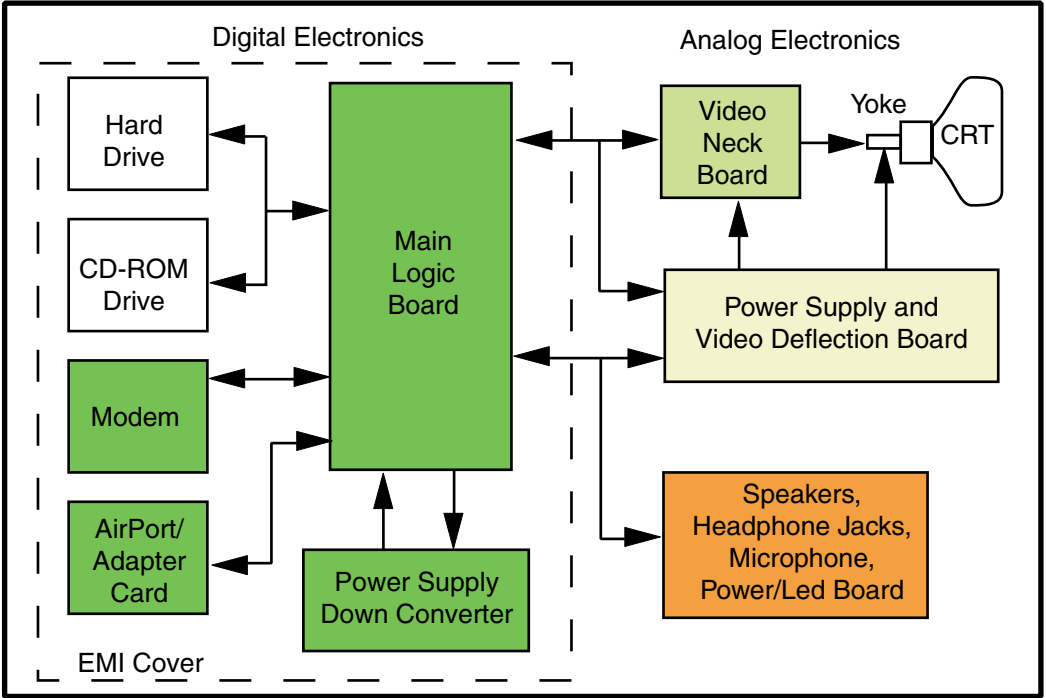 Digital Electronics
Analog Electronics
Hard
Drive
CD-ROM
Drive
Modem
AirPort/
Adapter
Card
Main
Logic
Board
Power Supply
Down Converter
EMI Cover
Video
Neck
Board
Yoke
CRT
Power Supply and
Video Deflection Board
Speakers,
Headphone Jacks,
Microphone,
Power/Led Board